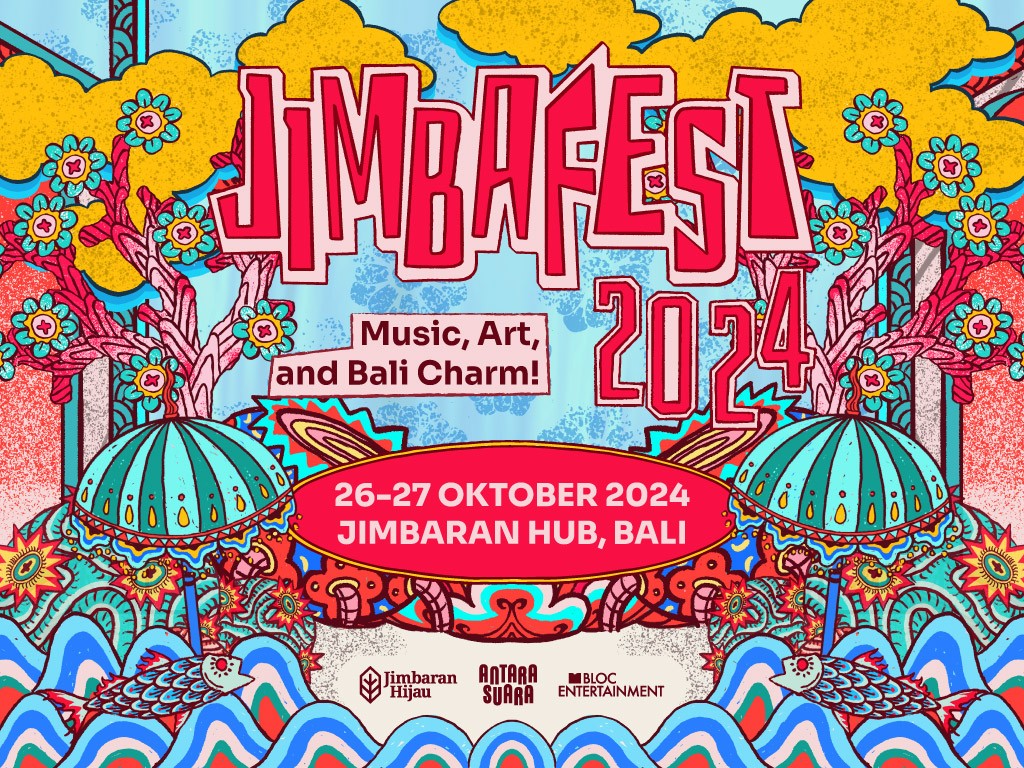 JIMBAFEST
2024
Music, Art,
and Bali Charm!
26-27 OKTOBER 2024
JIMBARAN HUB, BALI
Jimbaran
Hijau
ANTARA
SUARA
BLOC
ENTERTAINMENT